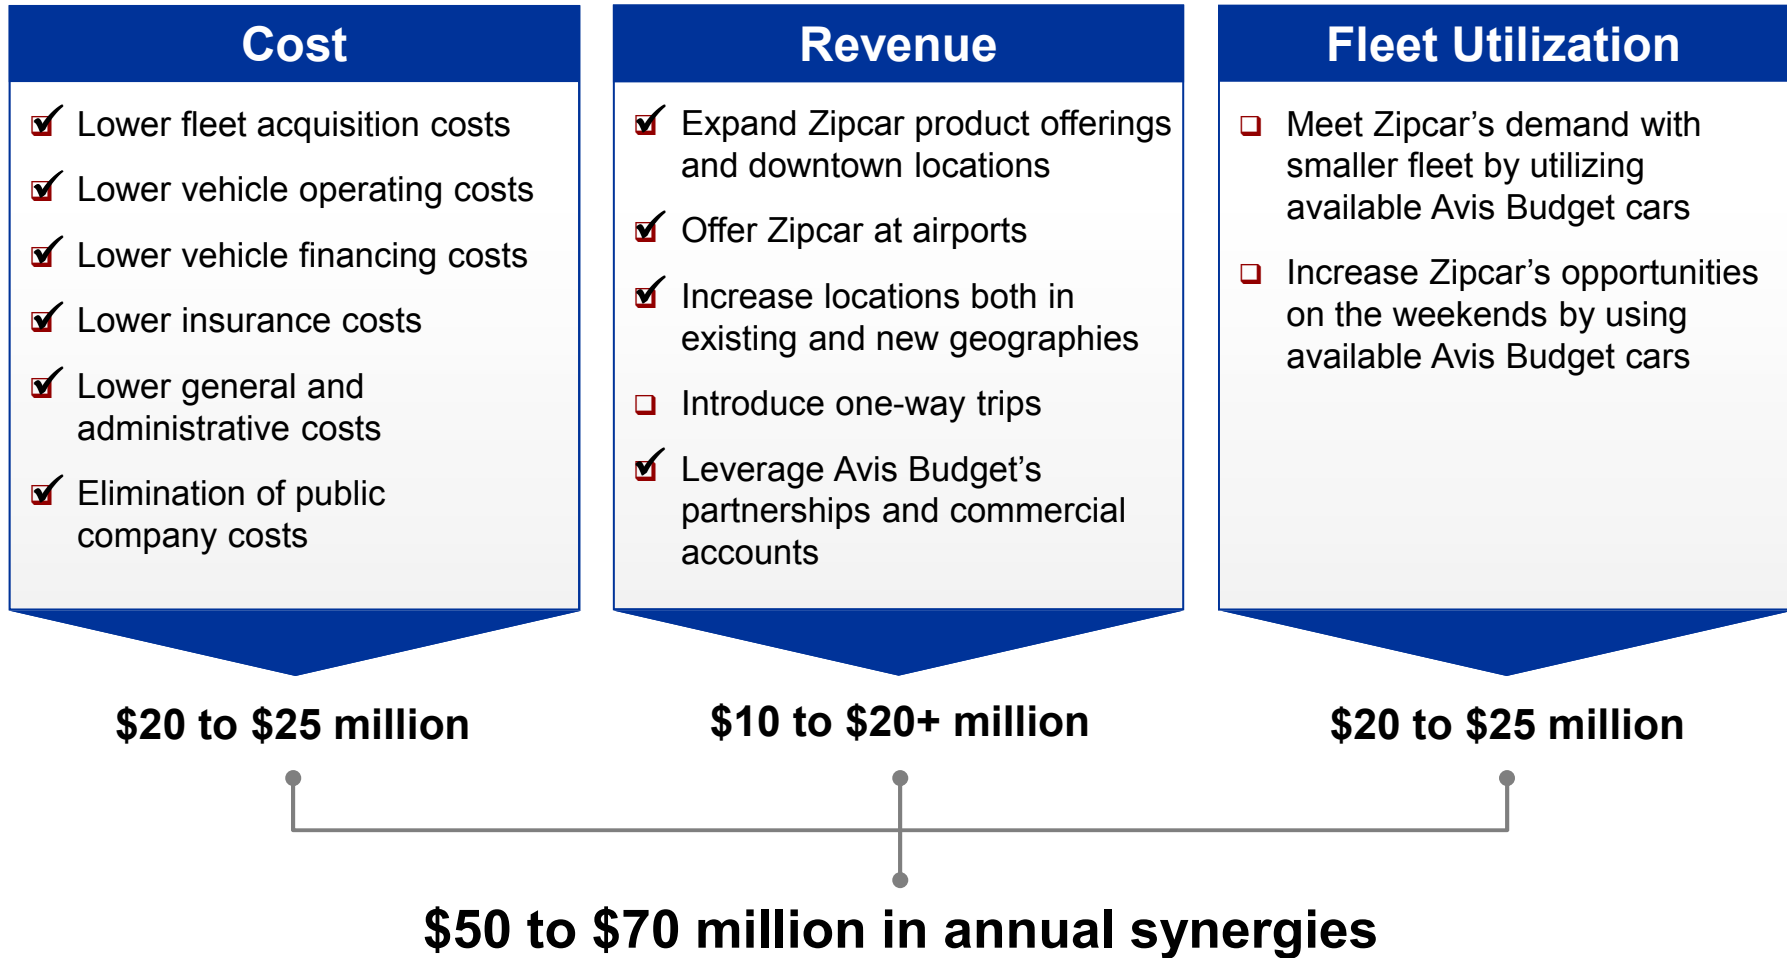 Cost
Lower fleet acquisition costs
Lower vehicle operating costs
Lower vehicle financing costs
Lower insurance costs
Lower general and
administrative costs
Elimination of public
company costs
$20 to $25 million
Revenue
Expand Zipcar product offerings
and downtown locations
Offer Zipcar at airports
Increase locations both in
existing and new geographies
Introduce one-way trips
Leverage Avis Budget’s
partnerships and commercial
accounts
$10 to $20+ million
Fleet Utilization
Meet Zipcar’s demand with
smaller fleet by utilizing
available Avis Budget cars
Increase Zipcar’s opportunities
on the weekends by using
available Avis Budget cars
$20 to $25 million
$50 to $70 million in annual synergies